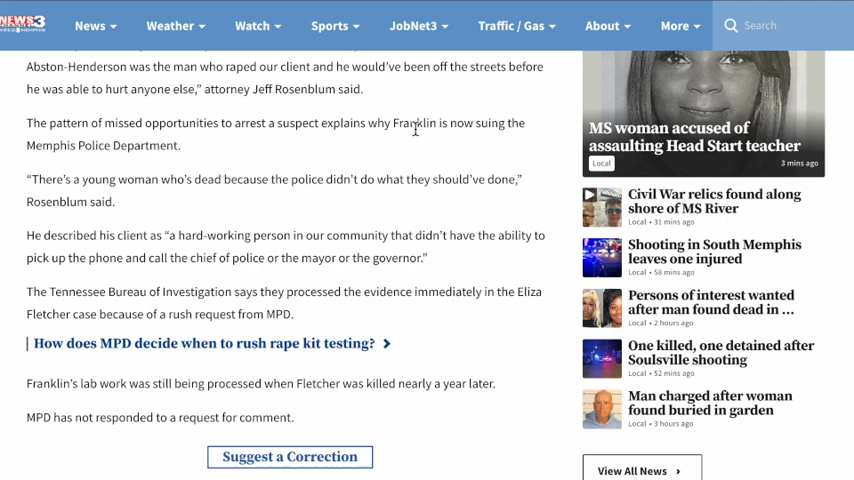 NEWS 3
News
Weather
Watch
Sports
JobNet3
Traffic / Gas
About
More
Search
Abston-Henderson was the man who raped our client and he would’ve been off the streets before
he was able to hurt anyone else,” attorney Jeff Rosenblum said.
The pattern of missed opportunities to arrest a suspect explains why Franklin is now suing the
Memphis Police Department.
“There’s a young woman who’s dead because the police didn’t do what they should’ve done,”
Rosenblum said.
He described his client as “a hard-working person in our community that didn’t have the ability to
pick up the phone and call the chief of police or the mayor or the governor.”
The Tennessee Bureau of Investigation says they processed the evidence immediately in the Eliza
Fletcher case because of a rush request from MPD.
How does MPD decide when to rush rape kit testing?
Franklin’s lab work was still being processed when Fletcher was killed nearly a year later.
MPD has not responded to a request for comment.
Suggest a Correction
MS woman accused of
assaulting Head Start teacher
Local
3 mins ago
Civil War relics found along
shore of MS River
Local • 31 mins ago
Shooting in South Memphis
leaves one injured
Local • 58 mins ago
Persons of interest wanted
after man found dead in ...
Local • 2 hours ago
One killed, one detained after
Soulsville shooting
Local • 52 mins ago
Man charged after woman
found buried in garden
Local • 3 hours ago
View All News